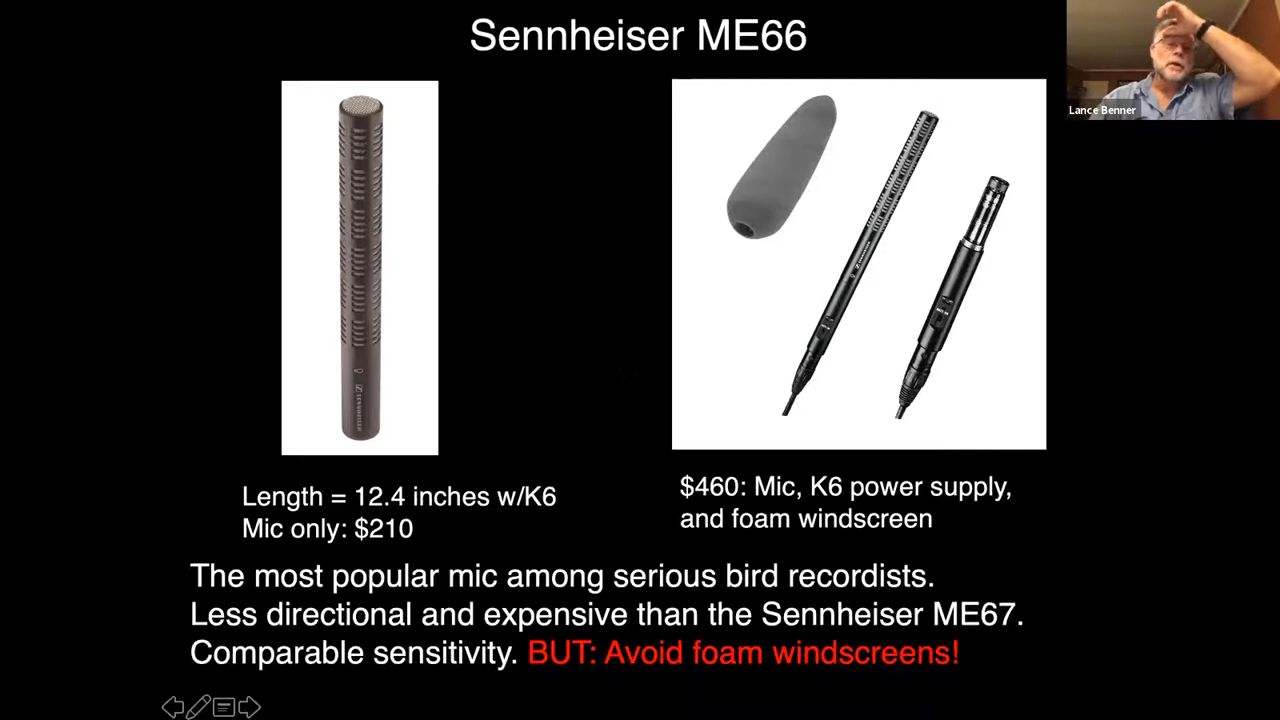 Sennheiser ME66
Lance Benner
SENNHEISER
SENNHEISER
Length = 12.4 inches w/K6
Mic only: $210
$460: Mic, K6 power supply,
and foam windscreen
The most popular mic among serious bird recordists.
Less directional and expensive than the Sennheiser ME67.
Comparable sensitivity. BUT: Avoid foam windscreens!